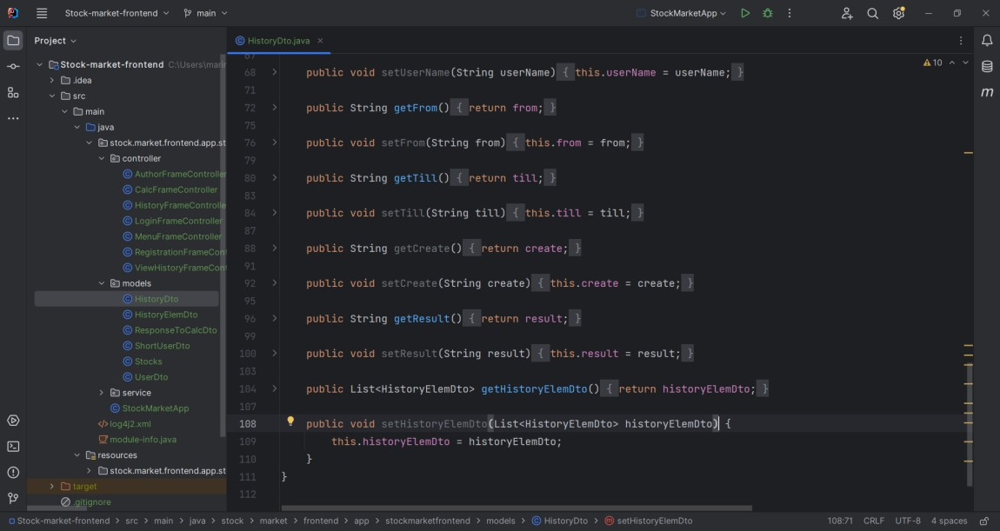 Stock-market-frontend main StockMarketApp
Project HistoryDto.java
Stock-market-frontend C:\Users\
.idea
src
main
java
stock.market.frontend.app.st
controller
AuthorFrameController
CalcFrameController
HistoryFrameControlle
LoginFrameController
MenuFrameController
RegistrationFrameCon
ViewHistoryFrameCont
models
HistoryDto
HistoryElemDto
ResponseToCalcDto
ShortUserDto
Stocks
UserDto
service
StockMarketApp
log4j2.xml
module-info.java
resources
stock.market.frontend.app.st
target
.gitignore
67
68 public void setUserName(String userName) { this.userName = userName; }
71
72 public String getFrom() { return from; }
75
76 public void setFrom(String from) { this.from = from; }
79
80 public String getTill() { return till; }
83
84 public void setTill(String till) { this.till = till; }
87
88 public String getCreate() { return create; }
91
92 public void setCreate(String create) { this.create = create; }
95
96 public String getResult() { return result; }
99
100 public void setResult(String result) { this.result = result; }
103
104 public List<HistoryElemDto> getHistoryElemDto() { return historyElemDto; }
107
108 public void setHistoryElemDto(List<HistoryElemDto> historyElemDto) {
109 this.historyElemDto = historyElemDto;
110 }
111 }
112
10
m
Stock-market-frontend > src > main > java > stock > market > frontend > app > stockmarketfrontend > models > HistoryDto > setHistoryElemDto 108:71 CRLF UTF-8 4 spaces